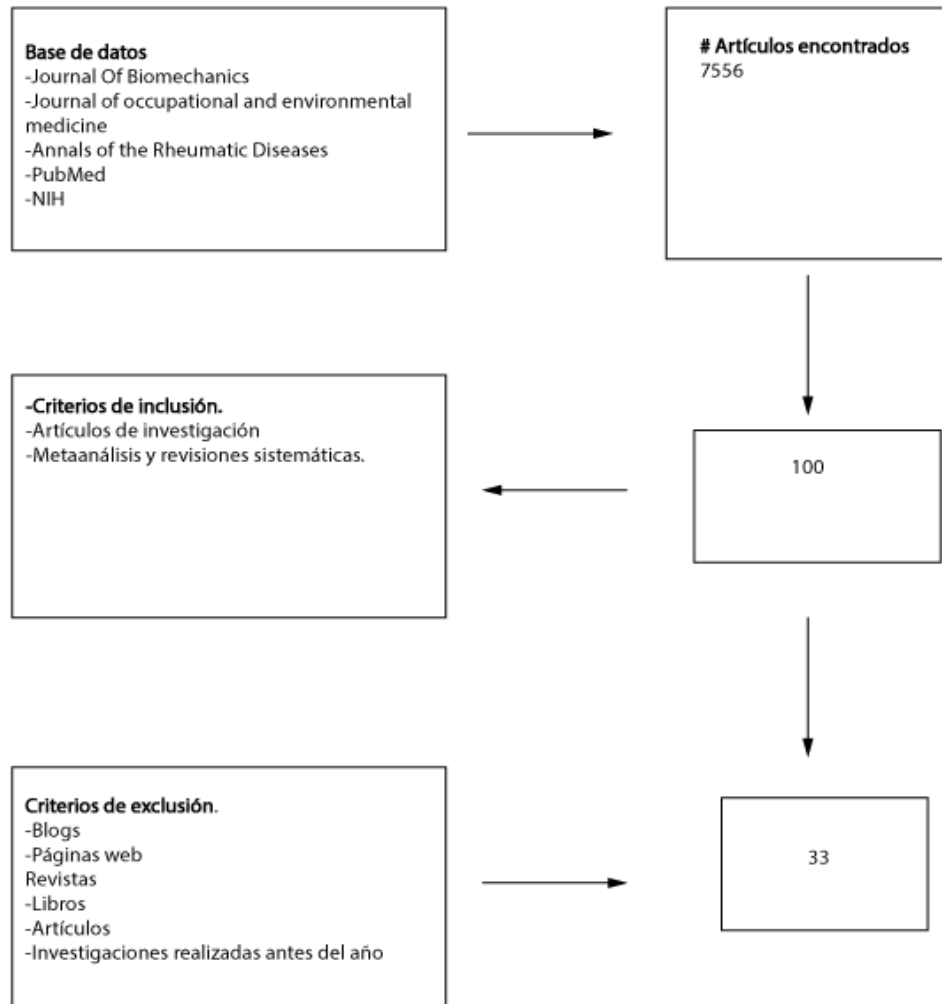 Base de datos
-Journal Of Biomechanics
-Journal of occupational and environmental
medicine
-Annals of the Rheumatic Diseases
-PubMed
-NIH
# Artículos encontrados
7556
-Criterios de inclusión.
-Artículos de investigación
-Metaanálisis y revisiones sistemáticas.
100
Criterios de exclusión.
-Blogs
-Páginas web
Revistas
-Libros
-Artículos
-Investigaciones realizadas antes del año
33